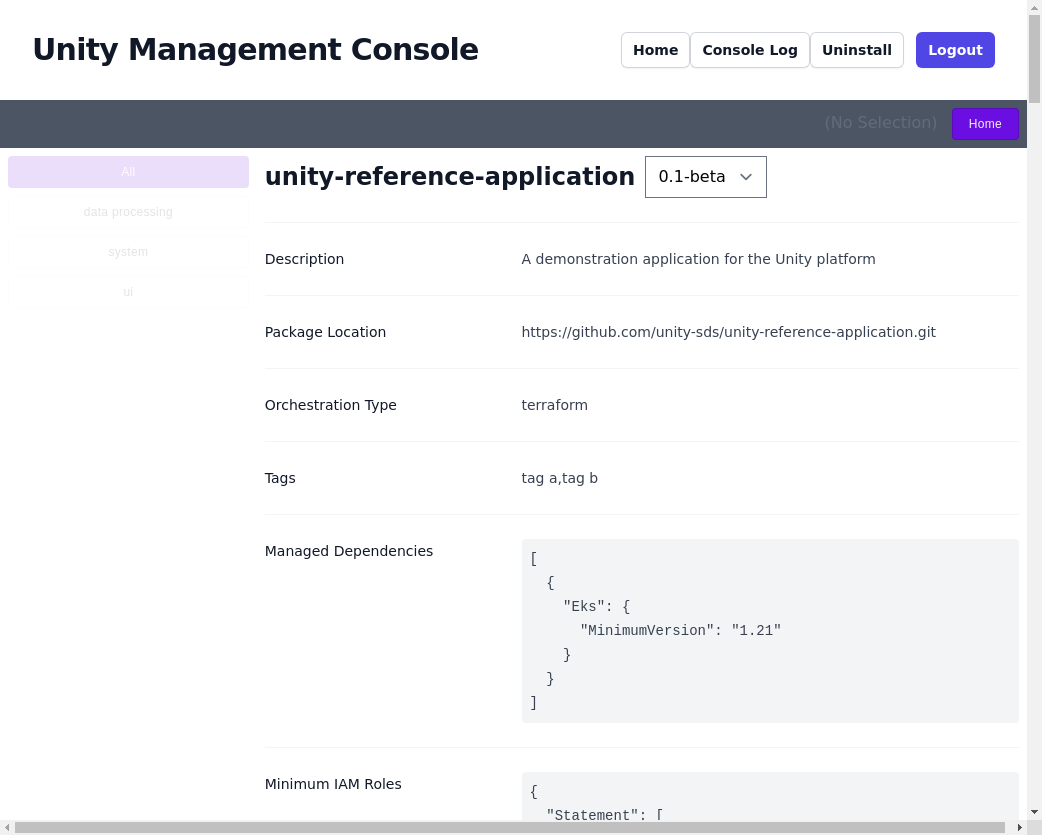 Unity Management Console
Home
Console Log
Uninstall
Logout
(No Selection)
Home
All
data processing
system
ui
unity-reference-application
0.1-beta
Description
A demonstration application for the Unity platform
Package Location
https://github.com/unity-sds/unity-reference-application.git
Orchestration Type
terraform
Tags
tag a,tag b
Managed Dependencies
[
  {
    "Eks": {
      "MinimumVersion": "1.21"
    }
  }
]
Minimum IAM Roles
{
  "Statement": [